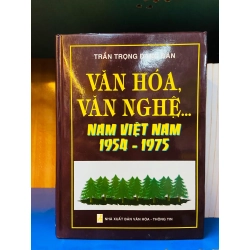 TRẦN TRỌNG ĐĂNG ĐÀN
VĂN HÓA,
VĂN NGHỆ...
NAM VIỆT NAM
1954 - 1975
NHÀ XUẤT BẢN VĂN HÓA - THÔNG TIN